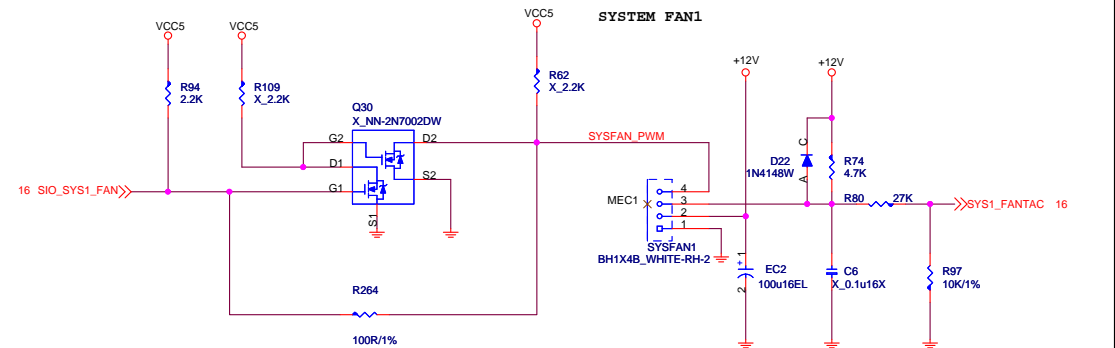 SYSTEM FAN1
VCC5
VCC5
VCC5
+12V
+12V
R94
2.2K
R109
X_2.2K
R62
X_2.2K
Q30
X_NN-2N7002DW
G2
D2
D1
S2
G1
S1
SYSFAN_PWM
16 SIO_SYS1_FAN
MEC1
4
3
2
1
SYSFAN1
BH1X4B_WHITE-RH-2
C
D22
1N4148W
A
R74
4.7K
R80
27K
SYS1_FANTAC 16
+
1
2
EC2
100u16EL
C6
X_0.1u16X
R97
10K/1%
R264
100R/1%